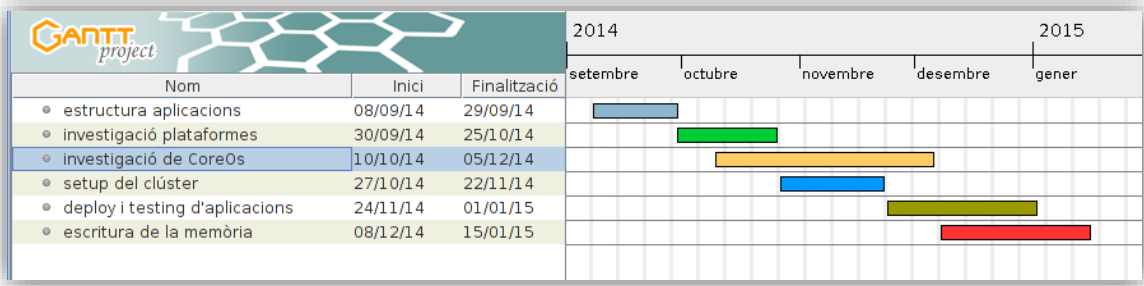 GANTT project
2014 2015
setembre octubre novembre desembre gener
Nom Inici Finalització
estructura aplicacions 08/09/14 29/09/14
investigació plataformes 30/09/14 25/10/14
investigació de CoreOs 10/10/14 05/12/14
setup del clúster 27/10/14 22/11/14
deploy i testing d'aplicacions 24/11/14 01/01/15
escritura de la memòria 08/12/14 15/01/15